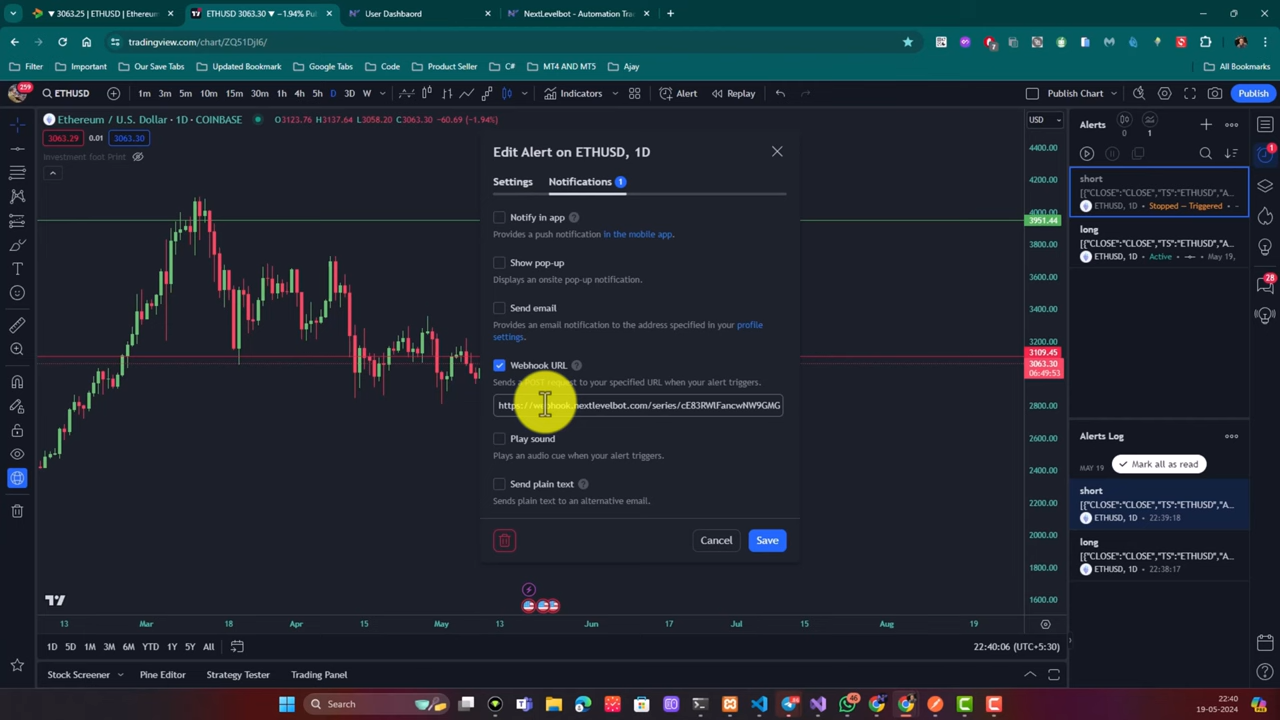 3063.25 | ETHUSD | Ethereum
ETHUSD 3063.30 ▼ −1.94%
User Dashbaord
NextLevelbot - Automation Tra
tradingview.com/chart/ZQ51DjI6/
Filter
Important
Our Save Tabs
Updated Bookmark
Google Tabs
Code
Product Seller
C#
MT4 AND MT5
Ajay
All Bookmarks
259
ETHUSD
1m 3m 5m 10m 15m 30m 1h 4h 5h D 3D W
Indicators
Alert
Replay
Publish Chart
Publish
Ethereum / U.S. Dollar · 1D · COINBASE
O3123.76 H3137.64 L3058.20 C3063.30 −60.69 (−1.94%)
63.29
0.01
3063.30
Investment foot Print
USD
4400.00
4200.00
4000.00
3951.44
3800.00
3600.00
3400.00
3200.00
3109.45
3063.30
06:49:53
2800.00
2600.00
2400.00
2200.00
2000.00
1800.00
1600.00
Edit Alert on ETHUSD, 1D
Settings
Notifications 1
Notify in app
Provides a push notification in the mobile app.
Show pop-up
Displays an onsite pop-up notification.
Send email
Provides an email notification to the address specified in your profile
settings.
Webhook URL
Sends a POST request to your specified URL when your alert triggers.
https://webhook.nextlevelbot.com/series/cE83RWlFancwNW9GMG
Play sound
Plays an audio cue when your alert triggers.
Send plain text
Sends plain text to an alternative email.
Cancel
Save
Alerts
0
1
short
[{"CLOSE":"CLOSE","TS":"ETHUSD","A...
ETHUSD, 1D • Stopped — Triggered
long
[{"CLOSE":"CLOSE","TS":"ETHUSD","A...
ETHUSD, 1D • Active • May 19,
Alerts Log
MAY 19
Mark all as read
short
[{"CLOSE":"CLOSE","TS":"ETHUSD","A...
ETHUSD, 1D • 22:39:18
long
[{"CLOSE":"CLOSE","TS":"ETHUSD","A...
ETHUSD, 1D • 22:38:17
1
28
13 Mar 18 Apr 15 May Jun 17 Jul 15 Aug 19
1D 5D 1M 3M 6M YTD 1Y 5Y All
22:40:06 (UTC+5:30)
Stock Screener
Pine Editor
Strategy Tester
Trading Panel
Search
46
22:40
19-05-2024